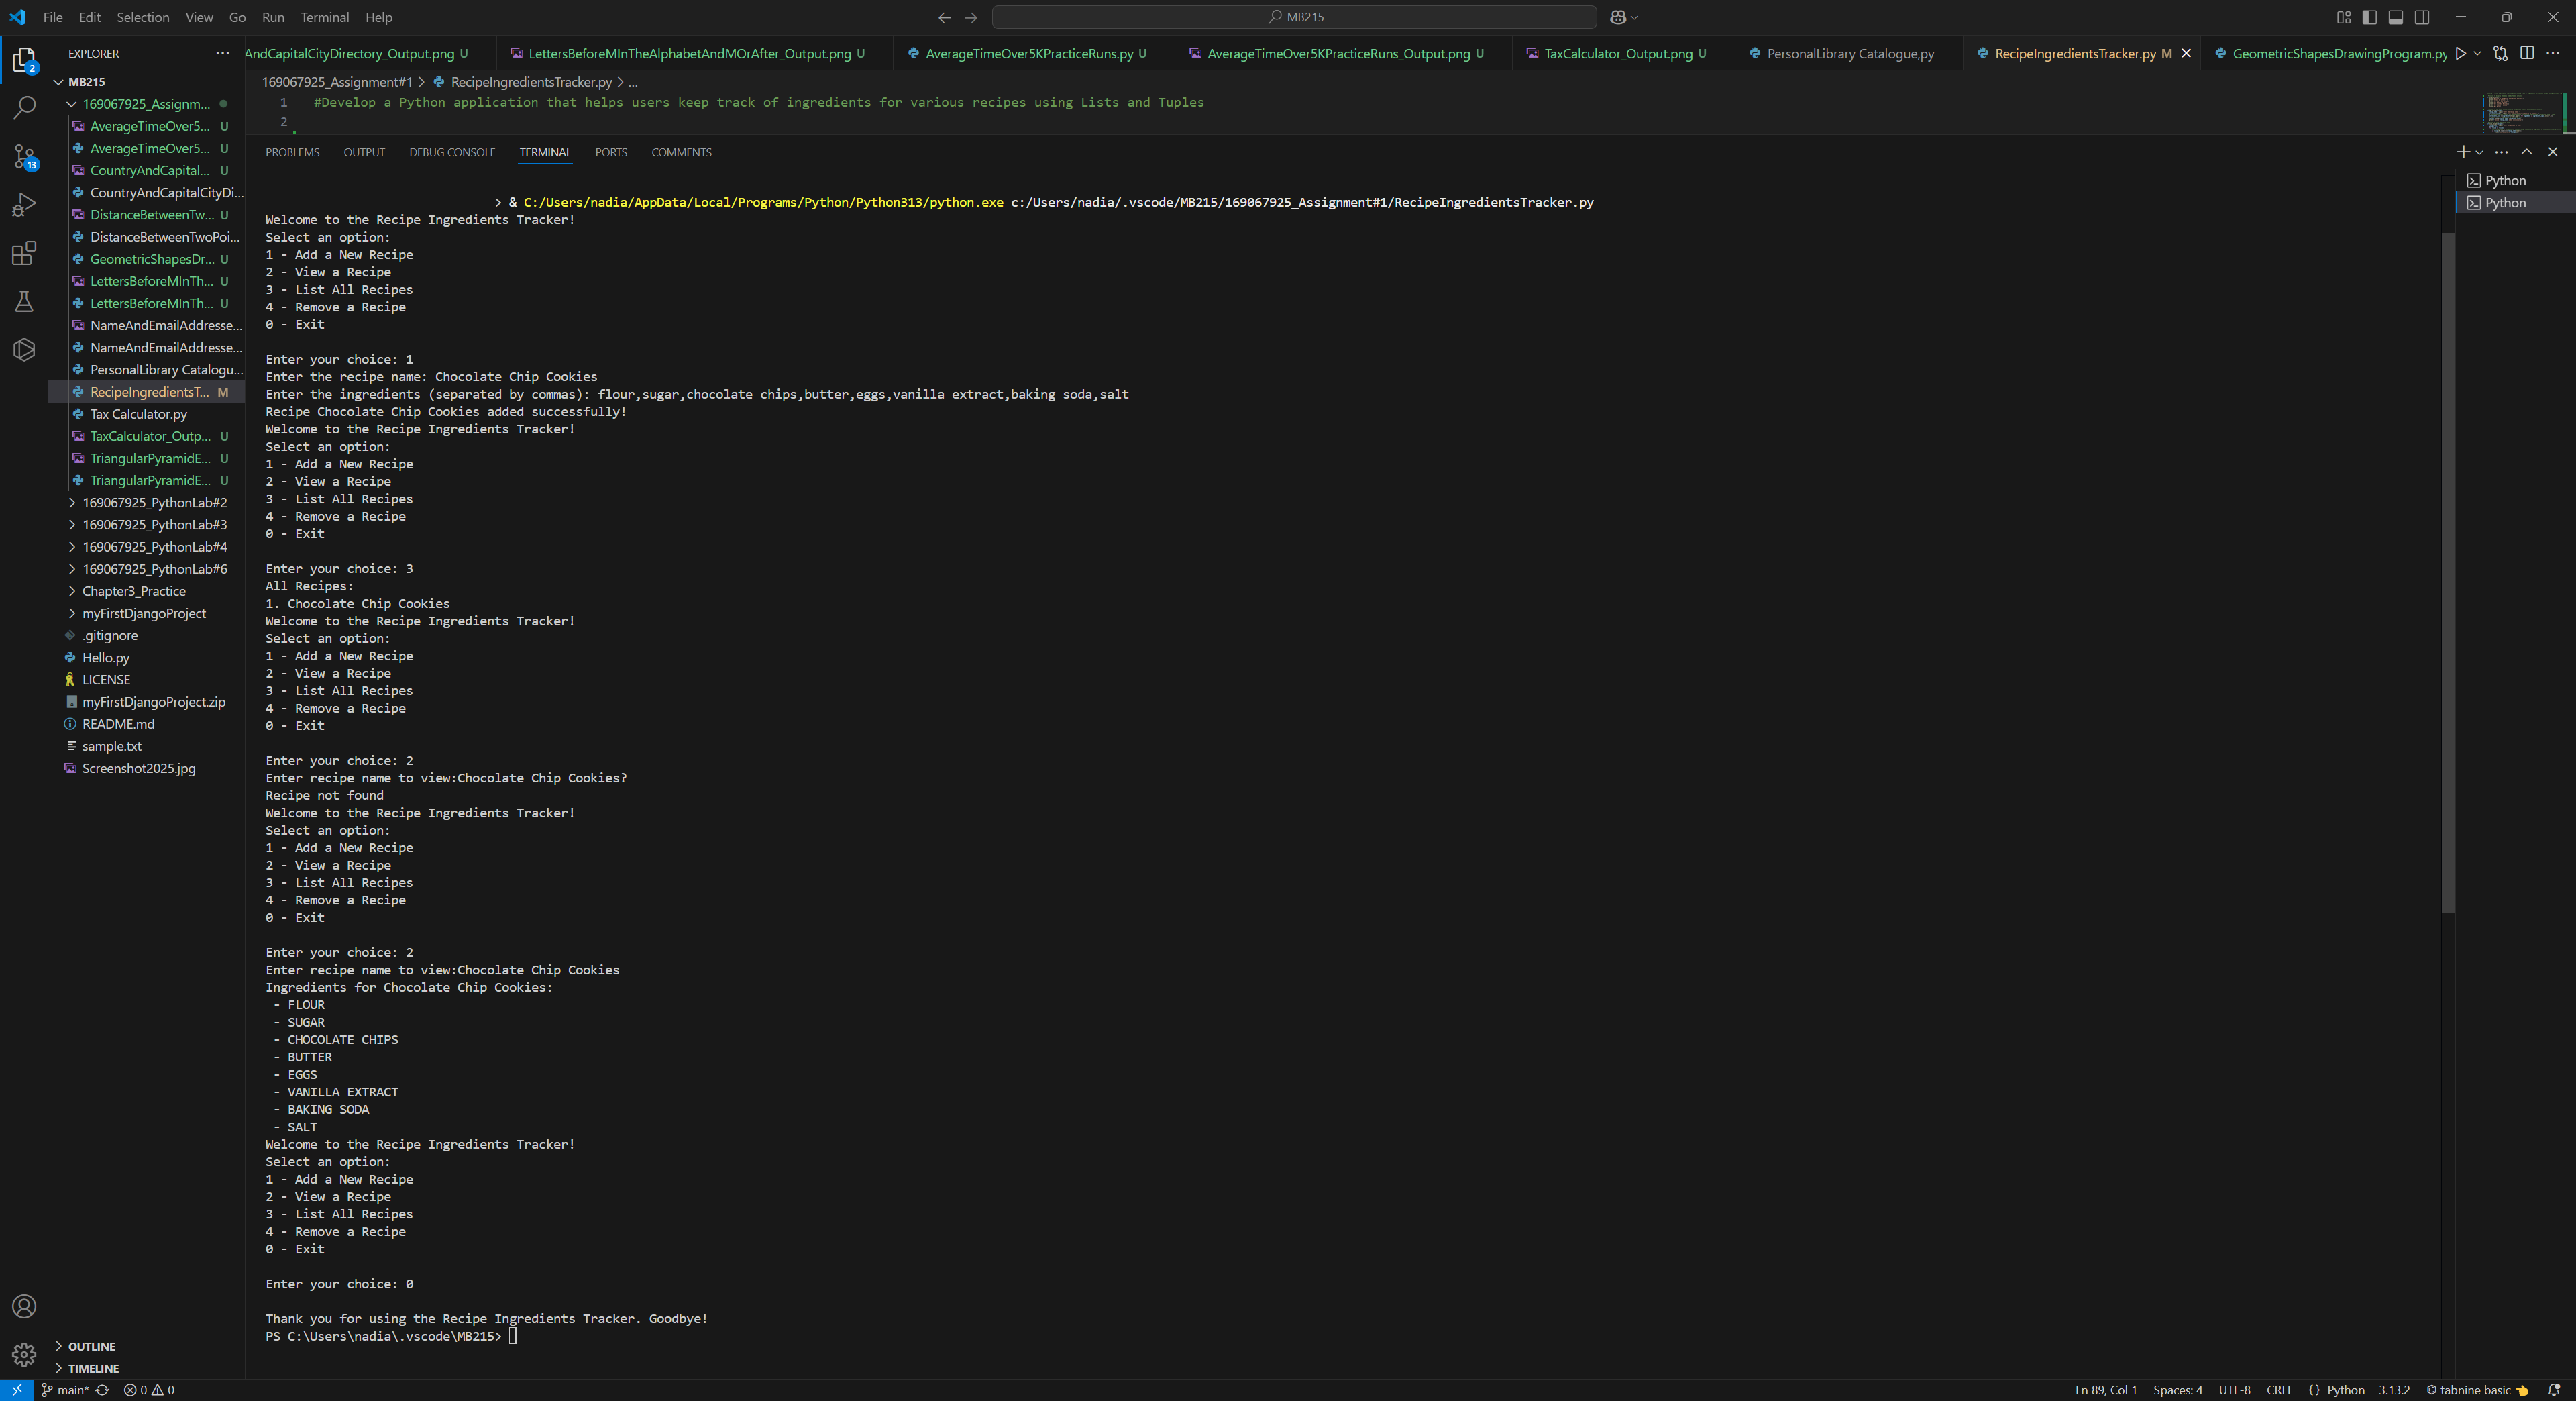 File Edit Selection View Go Run Terminal Help
MB215
EXPLORER
AndCapitalCityDirectory_Output.png U
LettersBeforeMInTheAlphabetAndMOrAfter_Output.png U
AverageTimeOver5KPracticeRuns.py U
AverageTimeOver5KPracticeRuns_Output.png U
TaxCalculator_Output.png U
PersonalLibrary Catalogue,py
RecipeIngredientsTracker.py M
GeometricShapesDrawingProgram.py
2
13
MB215
169067925_Assignm...
AverageTimeOver5... U
AverageTimeOver5... U
CountryAndCapital... U
CountryAndCapitalCityDi...
DistanceBetweenTw... U
DistanceBetweenTwoPoi...
GeometricShapesDr... U
LettersBeforeMInTh... U
LettersBeforeMInTh... U
NameAndEmailAddresse...
NameAndEmailAddresse...
PersonalLibrary Catalogu...
RecipeIngredientsT... M
Tax Calculator.py
TaxCalculator_Outp... U
TriangularPyramidE... U
TriangularPyramidE... U
169067925_PythonLab#2
169067925_PythonLab#3
169067925_PythonLab#4
169067925_PythonLab#6
Chapter3_Practice
myFirstDjangoProject
.gitignore
Hello.py
LICENSE
myFirstDjangoProject.zip
README.md
sample.txt
Screenshot2025.jpg
OUTLINE
TIMELINE
169067925_Assignment#1 > RecipeIngredientsTracker.py > ...
1 #Develop a Python application that helps users keep track of ingredients for various recipes using Lists and Tuples
2
PROBLEMS OUTPUT DEBUG CONSOLE TERMINAL PORTS COMMENTS
Python
Python
> & C:/Users/nadia/AppData/Local/Programs/Python/Python313/python.exe c:/Users/nadia/.vscode/MB215/169067925_Assignment#1/RecipeIngredientsTracker.py
Welcome to the Recipe Ingredients Tracker!
Select an option:
1 - Add a New Recipe
2 - View a Recipe
3 - List All Recipes
4 - Remove a Recipe
0 - Exit
Enter your choice: 1
Enter the recipe name: Chocolate Chip Cookies
Enter the ingredients (separated by commas): flour,sugar,chocolate chips,butter,eggs,vanilla extract,baking soda,salt
Recipe Chocolate Chip Cookies added successfully!
Welcome to the Recipe Ingredients Tracker!
Select an option:
1 - Add a New Recipe
2 - View a Recipe
3 - List All Recipes
4 - Remove a Recipe
0 - Exit
Enter your choice: 3
All Recipes:
1. Chocolate Chip Cookies
Welcome to the Recipe Ingredients Tracker!
Select an option:
1 - Add a New Recipe
2 - View a Recipe
3 - List All Recipes
4 - Remove a Recipe
0 - Exit
Enter your choice: 2
Enter recipe name to view:Chocolate Chip Cookies?
Recipe not found
Welcome to the Recipe Ingredients Tracker!
Select an option:
1 - Add a New Recipe
2 - View a Recipe
3 - List All Recipes
4 - Remove a Recipe
0 - Exit
Enter your choice: 2
Enter recipe name to view:Chocolate Chip Cookies
Ingredients for Chocolate Chip Cookies:
- FLOUR
- SUGAR
- CHOCOLATE CHIPS
- BUTTER
- EGGS
- VANILLA EXTRACT
- BAKING SODA
- SALT
Welcome to the Recipe Ingredients Tracker!
Select an option:
1 - Add a New Recipe
2 - View a Recipe
3 - List All Recipes
4 - Remove a Recipe
0 - Exit
Enter your choice: 0
Thank you for using the Recipe Ingredients Tracker. Goodbye!
PS C:\Users\nadia\.vscode\MB215>
main* 0 0 Ln 89, Col 1 Spaces: 4 UTF-8 CRLF {} Python 3.13.2 tabnine basic